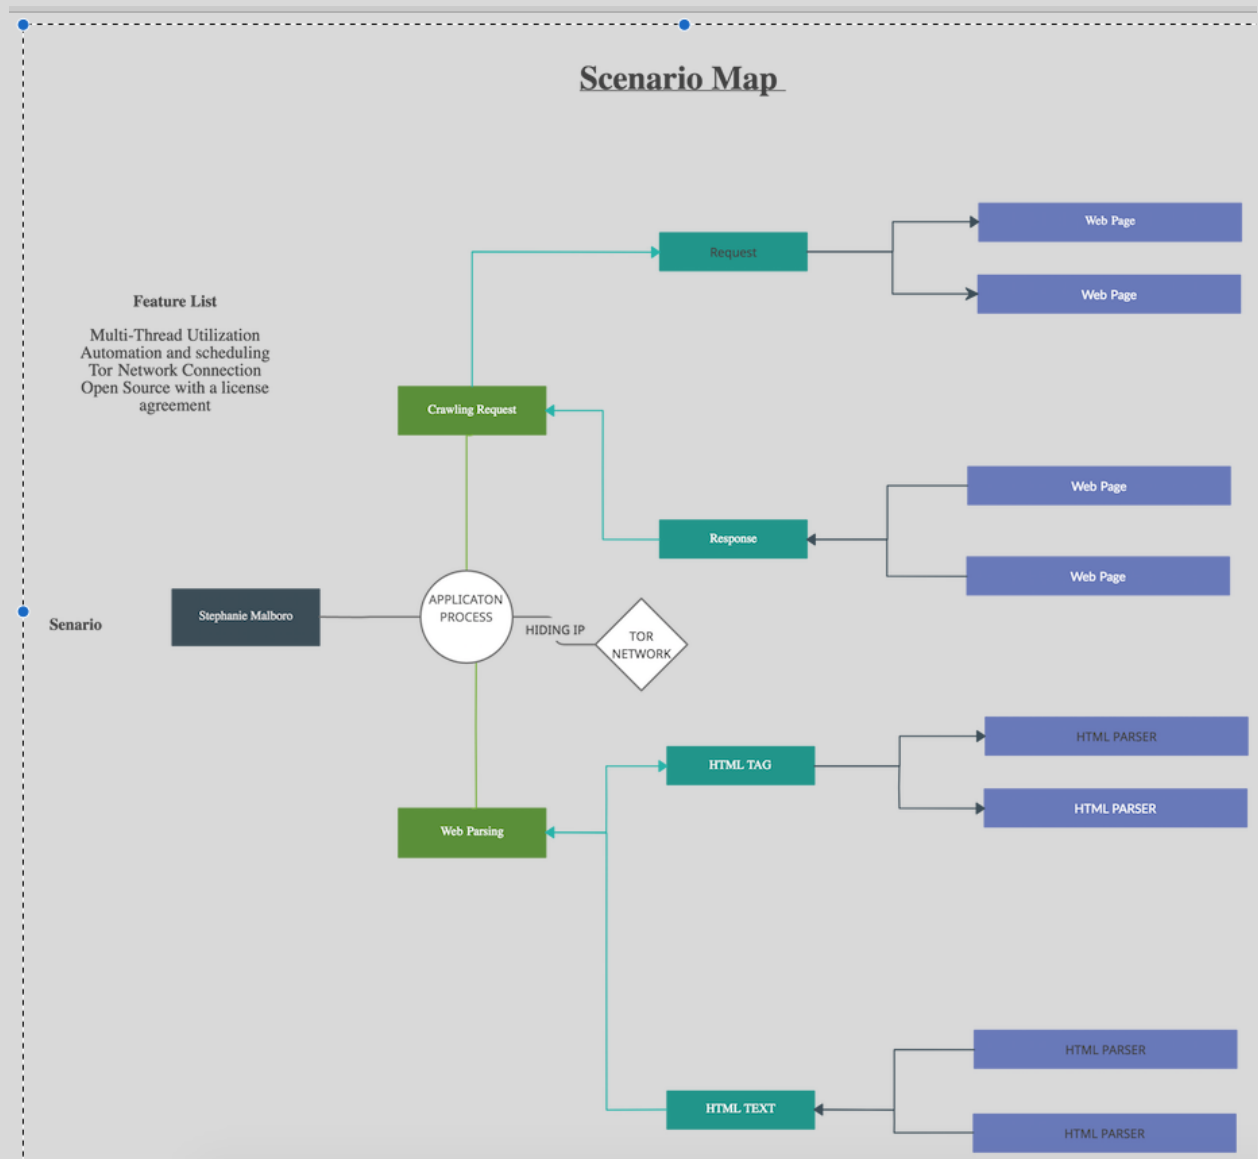 Scenario Map
Request
Web Page
Web Page
Feature List
Multi-Thread Utilization
Automation and scheduling
Tor Network Connection
Open Source with a license
agreement
Crawling Request
Web Page
Response
Web Page
Senario
Stephanie Malboro
APPLICATON
PROCESS
HIDING IP
TOR
NETWORK
HTML TAG
HTML PARSER
HTML PARSER
Web Parsing
HTML PARSER
HTML TEXT
HTML PARSER